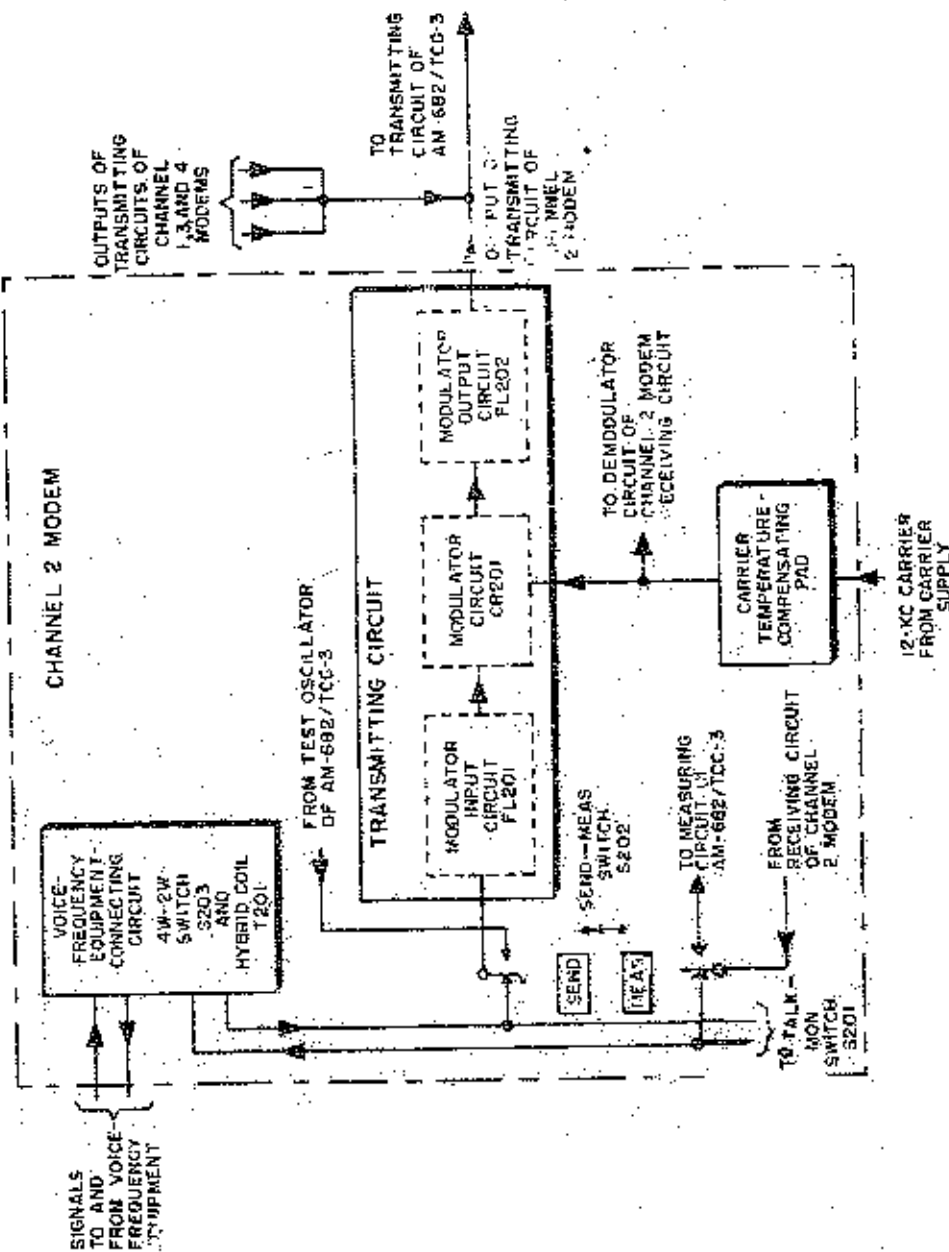 CHANNEL 2 MODEM
SIGNALS
TO AND
FROM VOICE-
FREQUENCY
EQUIPMENT
VOICE-
FREQUENCY
EQUIPMENT-
CONNECTING
CIRCUIT
4W-2W
SWITCH
S203
AND
HYBRID COIL
T201
FROM TEST OSCILLATOR
OF AM-682/TCC-3
TRANSMITTING CIRCUIT
MODULATOR
INPUT
CIRCUIT
FL201
MODULATOR
CIRCUIT
CR201
MODULATOR
OUTPUT
CIRCUIT
FL202
OUTPUTS OF
TRANSMITTING
CIRCUITS OF
CHANNEL
1,3,AND 4
MODEMS
TO
TRANSMITTING
CIRCUIT OF
AM-682/TCC-3
OUTPUT OF
TRANSMITTING
CIRCUIT OF
CHANNEL
2 MODEM
SEND
MEAS
SEND-MEAS
SWITCH
S202
TO MEASURING
CIRCUIT OF
AM-682/TCC-3
FROM
RECEIVING CIRCUIT
OF CHANNEL
2 MODEM
TO TALK-
MON
SWITCH
S201
TO DEMODULATOR
CIRCUIT OF
CHANNEL 2 MODEM
RECEIVING CIRCUIT
CARRIER
TEMPERATURE-
COMPENSATING
PAD
12-KC CARRIER
FROM CARRIER
SUPPLY